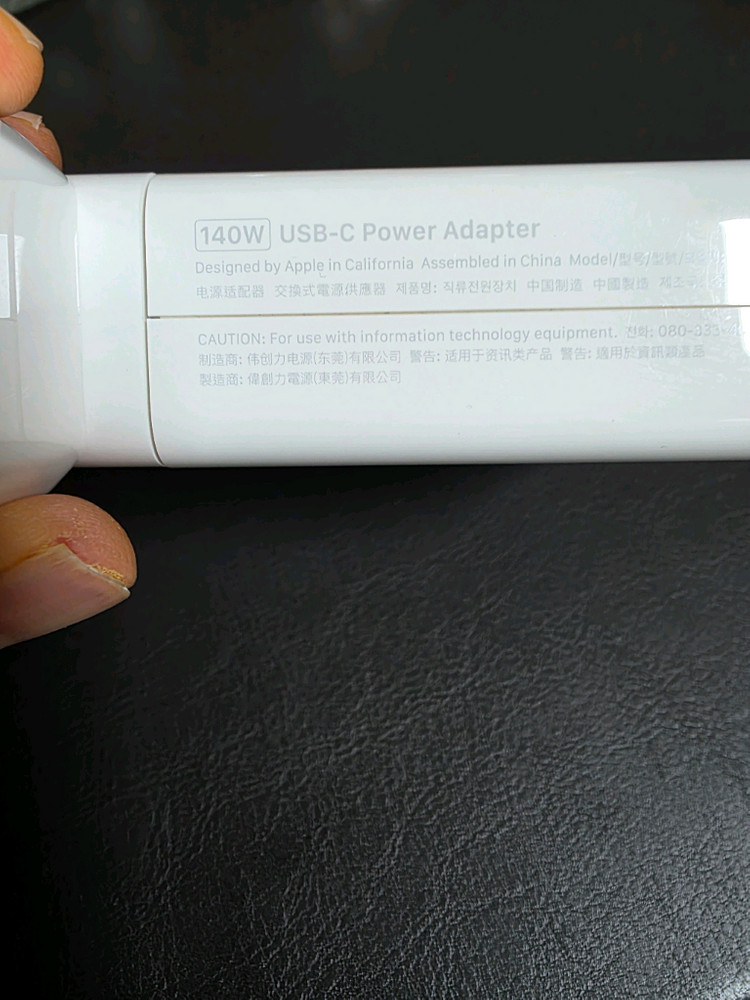 140W USB-C Power Adapter
Designed by Apple in California Assembled in China Model/型号/型號/
电源适配器 交換式電源供應器 제품명: 직류전원장치 中国制造 中國製造 제조국:
CAUTION: For use with information technology equipment. 전화: 080-333-
制造商: 伟创力电源(东莞)有限公司 警告: 适用于资讯类产品 警告: 適用於資訊類產品
製造商: 偉創力電源(東莞)有限公司